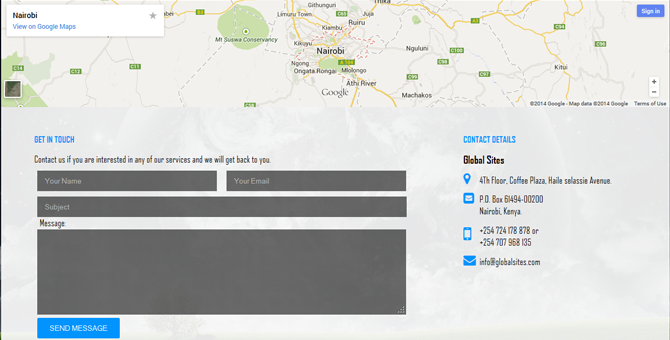 Nairobi
View on Google Maps
Sign in
Githunguri
Thika
Limuru Town
Juja
Kiambu
Ruiru
Mt Suswa Conservancy
Kikuyu
Nairobi
Nguluni
Kitui
Ngong
Mlolongo
Ongata Rongai
Athi River
Machakos
Google
©2014 Google - Map data ©2014 Google
Terms of Use
GET IN TOUCH
Contact us if you are interested in any of our services and we will get back to you.
Your Name
Your Email
Subject
Message:
SEND MESSAGE
CONTACT DETAILS
Global Sites
4Th Floor, Coffee Plaza, Haile selassie Avenue.
P.O. Box 61494-00200
Nairobi, Kenya.
+254 724 178 878 or
+254 707 968 135
info@globalsites.com